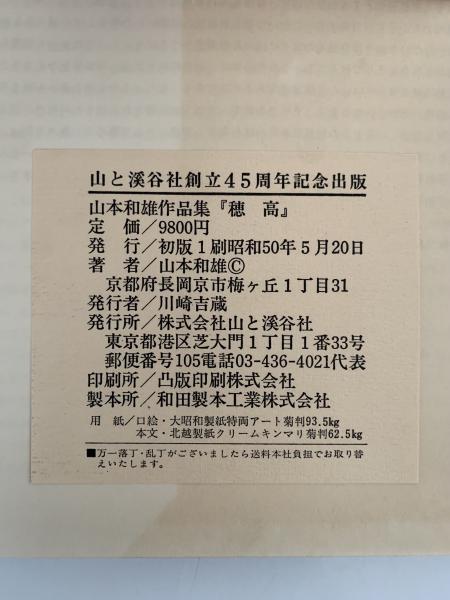 山と溪谷社創立45周年記念出版
山本和雄作品集『穂　高』
定　価／9800円
発　行／初版１刷昭和50年５月20日
著　者／山本和雄©
京都府長岡京市梅ヶ丘１丁目31
発行者／川崎吉蔵
発行所／株式会社山と溪谷社
東京都港区芝大門１丁目１番33号
郵便番号105電話03-436-4021代表
印刷所／凸版印刷株式会社
製本所／和田製本工業株式会社
用　紙／口絵・大昭和製紙特両アート菊判93.5kg
本文・北越製紙クリームキンマリ菊判62.5kg
■万一落丁・乱丁がございましたら送料本社負担でお取り替
えいたします。